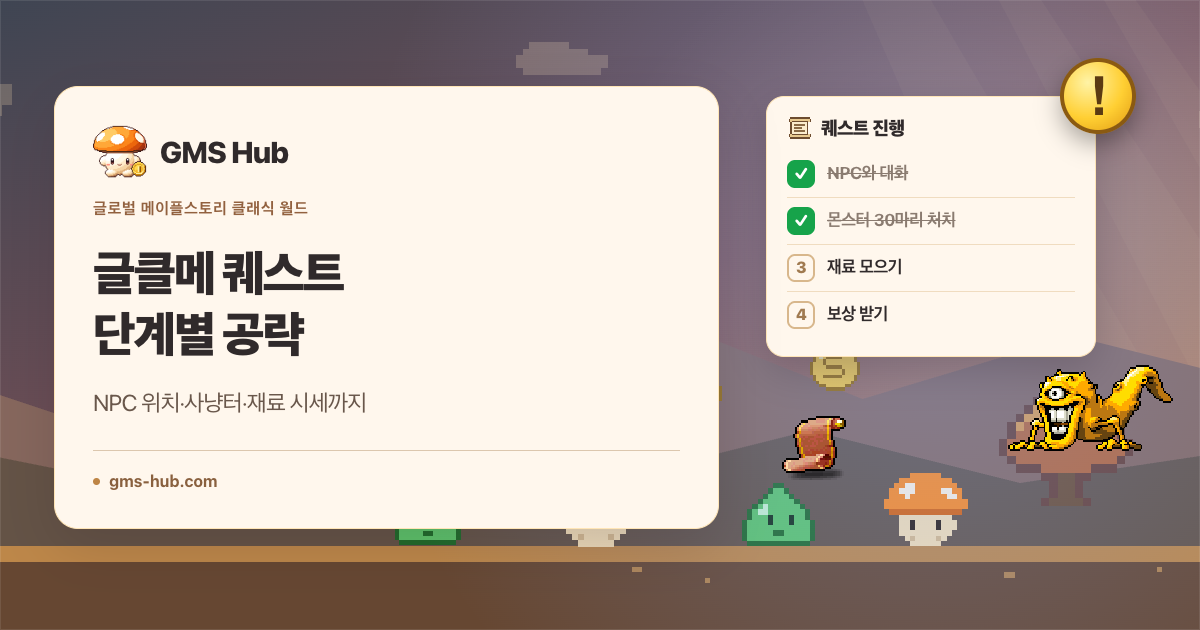 GMS Hub
글로벌 메이플스토리 클래식 월드
글클메 퀘스트
단계별 공략
NPC 위치·사냥터·재료 시세까지
gms-hub.com
!
퀘스트 진행
NPC와 대화
몬스터 30마리 처치
3 재료 모으기
4 보상 받기
S